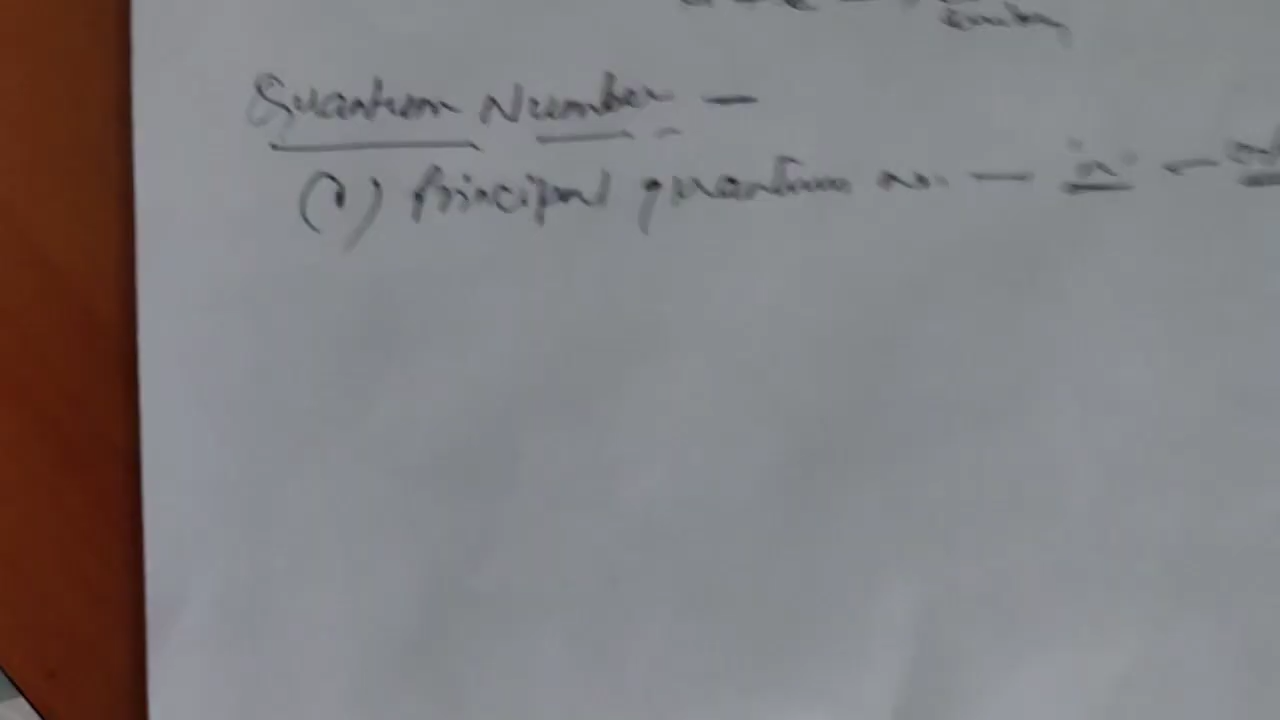 Quantum Number -
(1) Principal quantum no. - 'n' -